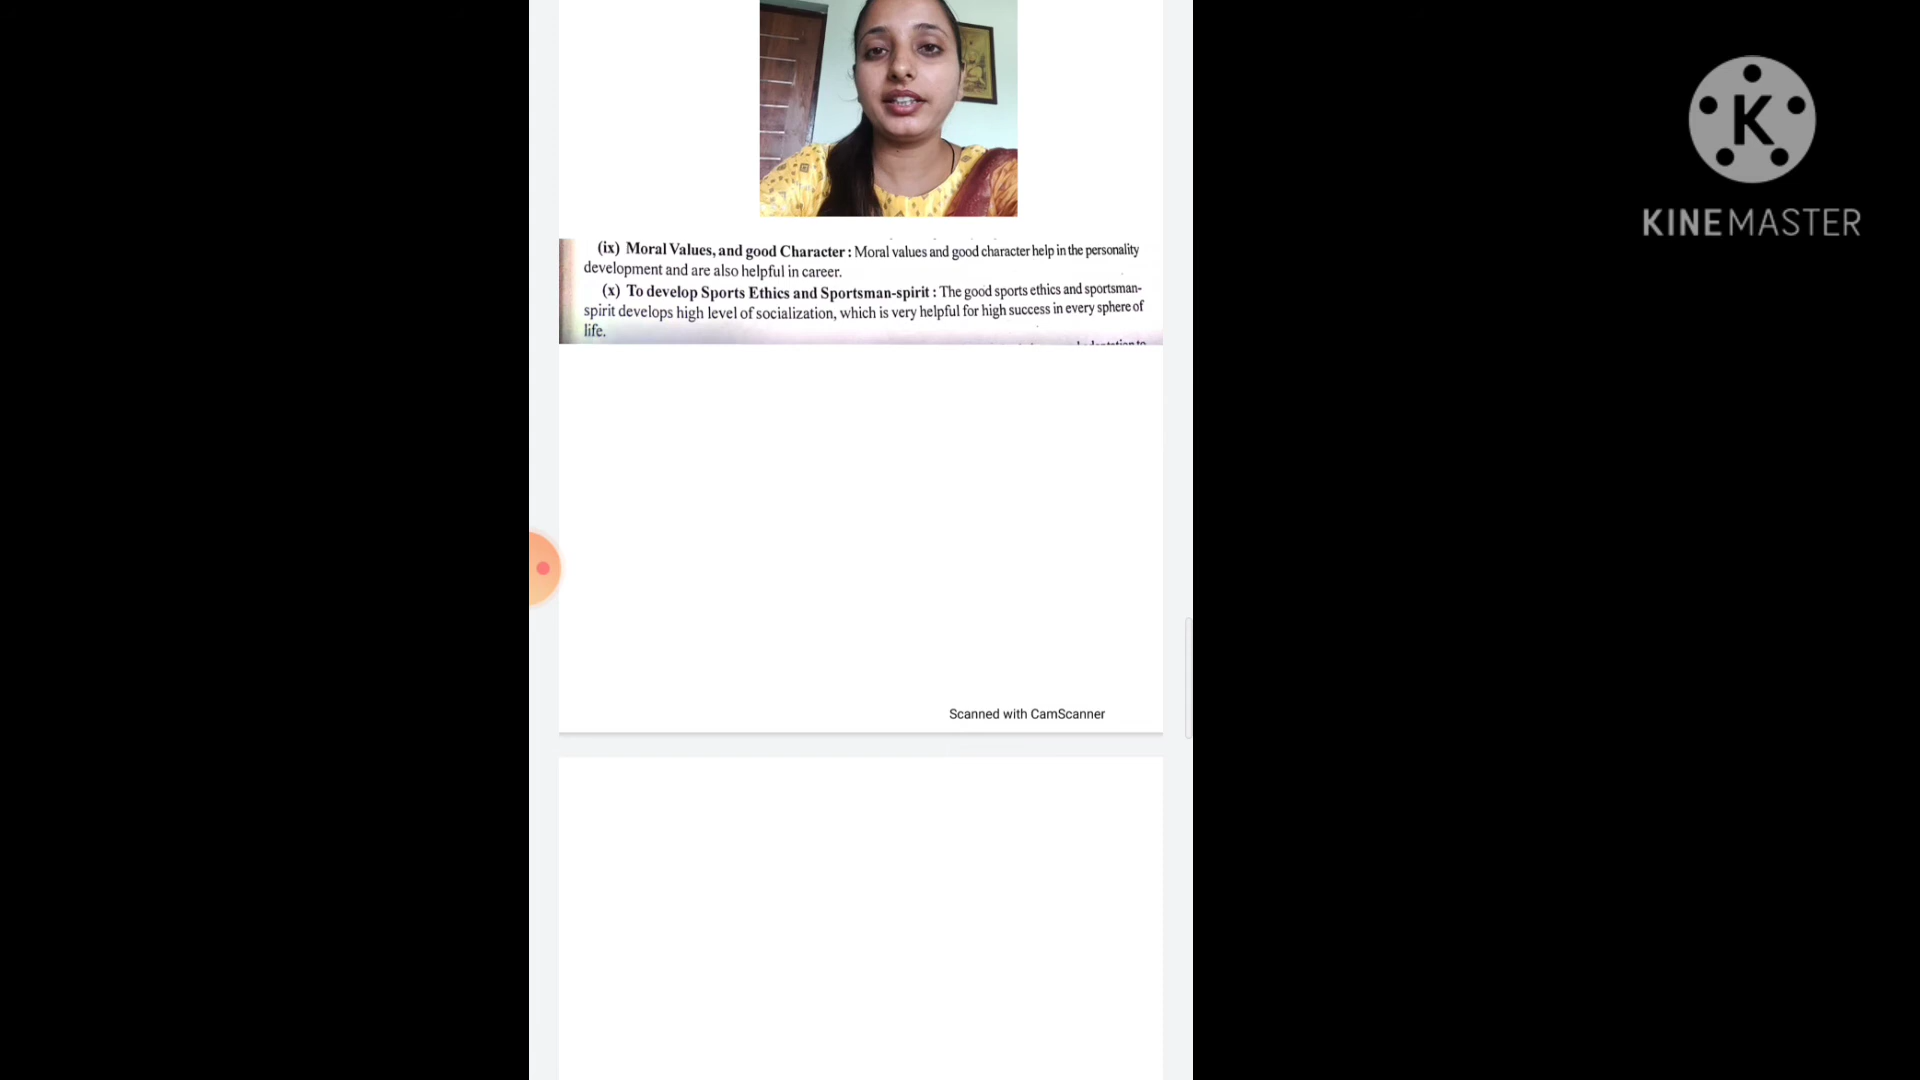 KINEMASTER
(ix) Moral Values, and good Character : Moral values and good character help in the personality
development and are also helpful in career.
(x) To develop Sports Ethics and Sportsman-spirit : The good sports ethics and sportsman-
spirit develops high level of socialization, which is very helpful for high success in every sphere of
life.
Scanned with CamScanner